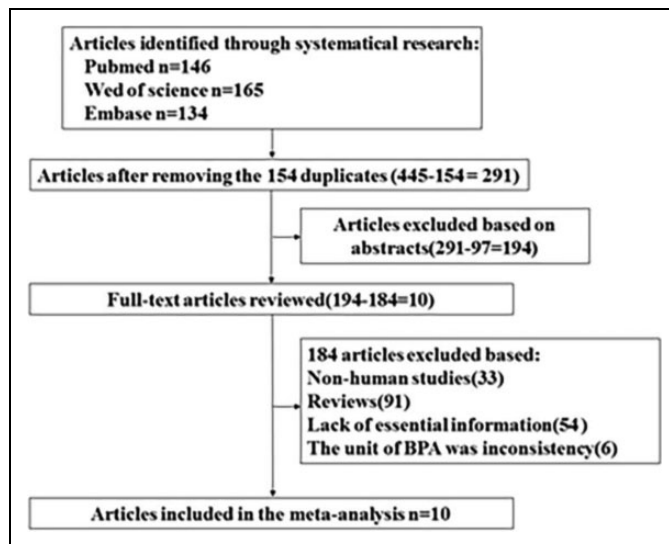 Articles identified through systematical research:
Pubmed n=146
Wed of science n=165
Embase n=134
Articles after removing the 154 duplicates (445-154= 291)
Articles excluded based on
abstracts(291-97=194)
Full-text articles reviewed(194-184=10)
184 articles excluded based:
Non-human studies(33)
Reviews(91)
Lack of essential information(54)
The unit of BPA was inconsistency(6)
Articles included in the meta-analysis n=10